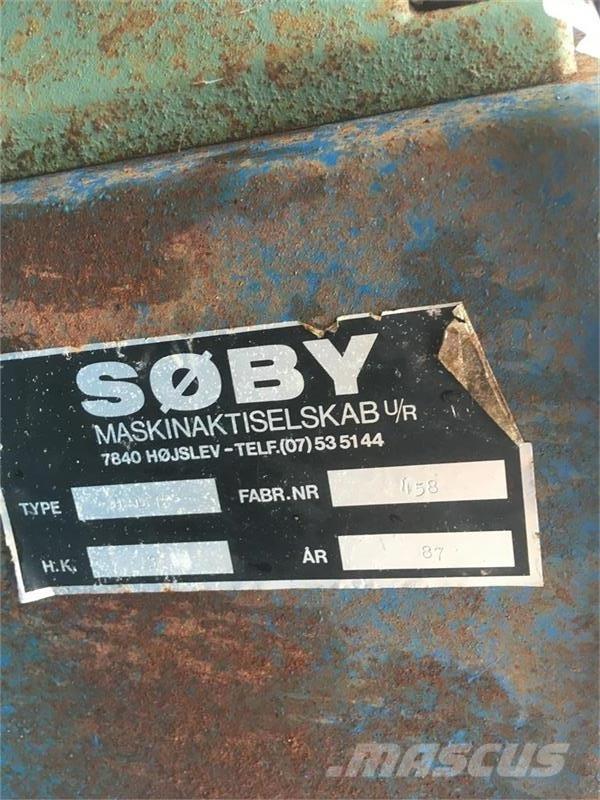 SØBY
MASKINAKTISELSKAB U/R
7840 HØJSLEV - TELF. (07) 53 51 44
TYPE
FABR. NR 458
H.K.
ÅR 87
MASCUS